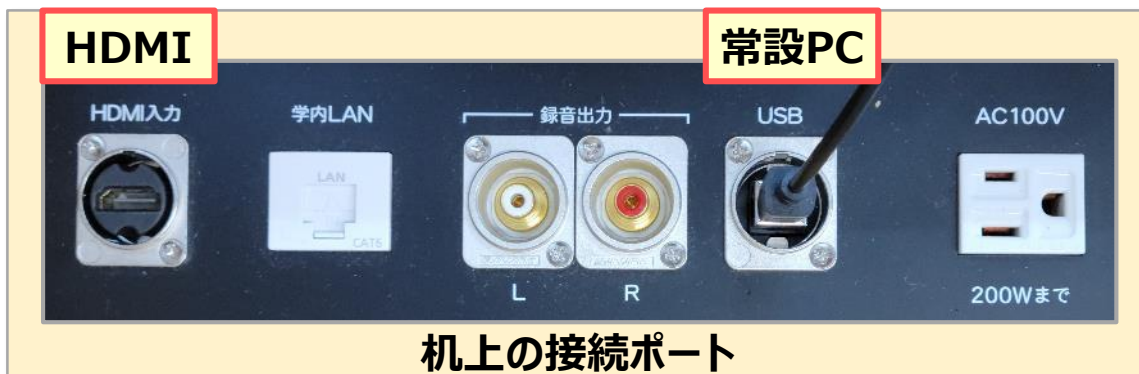 HDMI
常設PC
HDMI入力
学内LAN
録音出力
USB
AC100V
LAN
CAT6
L
R
200Wまで
机上の接続ポート